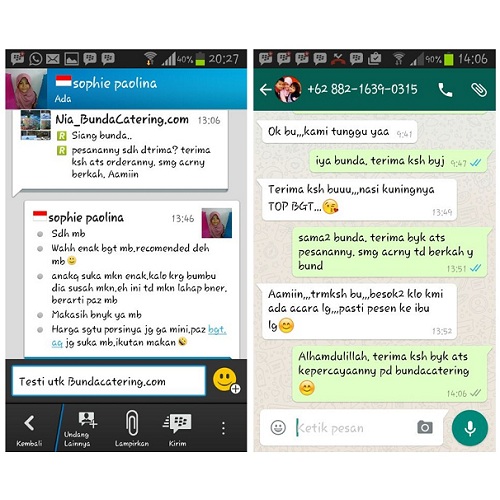 40% 20:27
sophie paolina
Ada
Nia_BundaCatering.com 13:06
R Siang bunda..
R pesananny sdh dtrima? terima
ksh ats orderanny, smg acrny
berkah, Aamiin
sophie paolina 13:46
Sdh mb
Wahh enak bgt mb,recomended deh
mb
anakq suka mkn enak,kalo krg bumbu
dia susah mkn,eh ini td mkn lahap bner,
berarti paz mb
Makasih bnyk ya mb
Harga sgtu porsinya jg ga mini,paz bgt,
aq jg suka mb,ikutan makan
Testi utk Bundacatering.com
Kembali
Undang
Lainnya
Lampirkan
Kirim
90% 14:06
+62 882-1639-0315
Ok bu,,,kami tunggu yaa 9:41
iya bunda, terima ksh byj 9:47
Terima ksh buuu,,,nasi kuningnya
TOP BGT... 13:49
sama2 bunda, terima byk ats
pesananny, smg acrny td berkah y
bund 13:51
Aamiin,,,trmksh bu,,,besok2 klo kmi
ada acara lg,,,pasti pesen ke ibu
lg 13:52
Alhamdulillah, terima ksh byk ats
kepercayaanny pd bundacatering
14:06
Ketik pesan